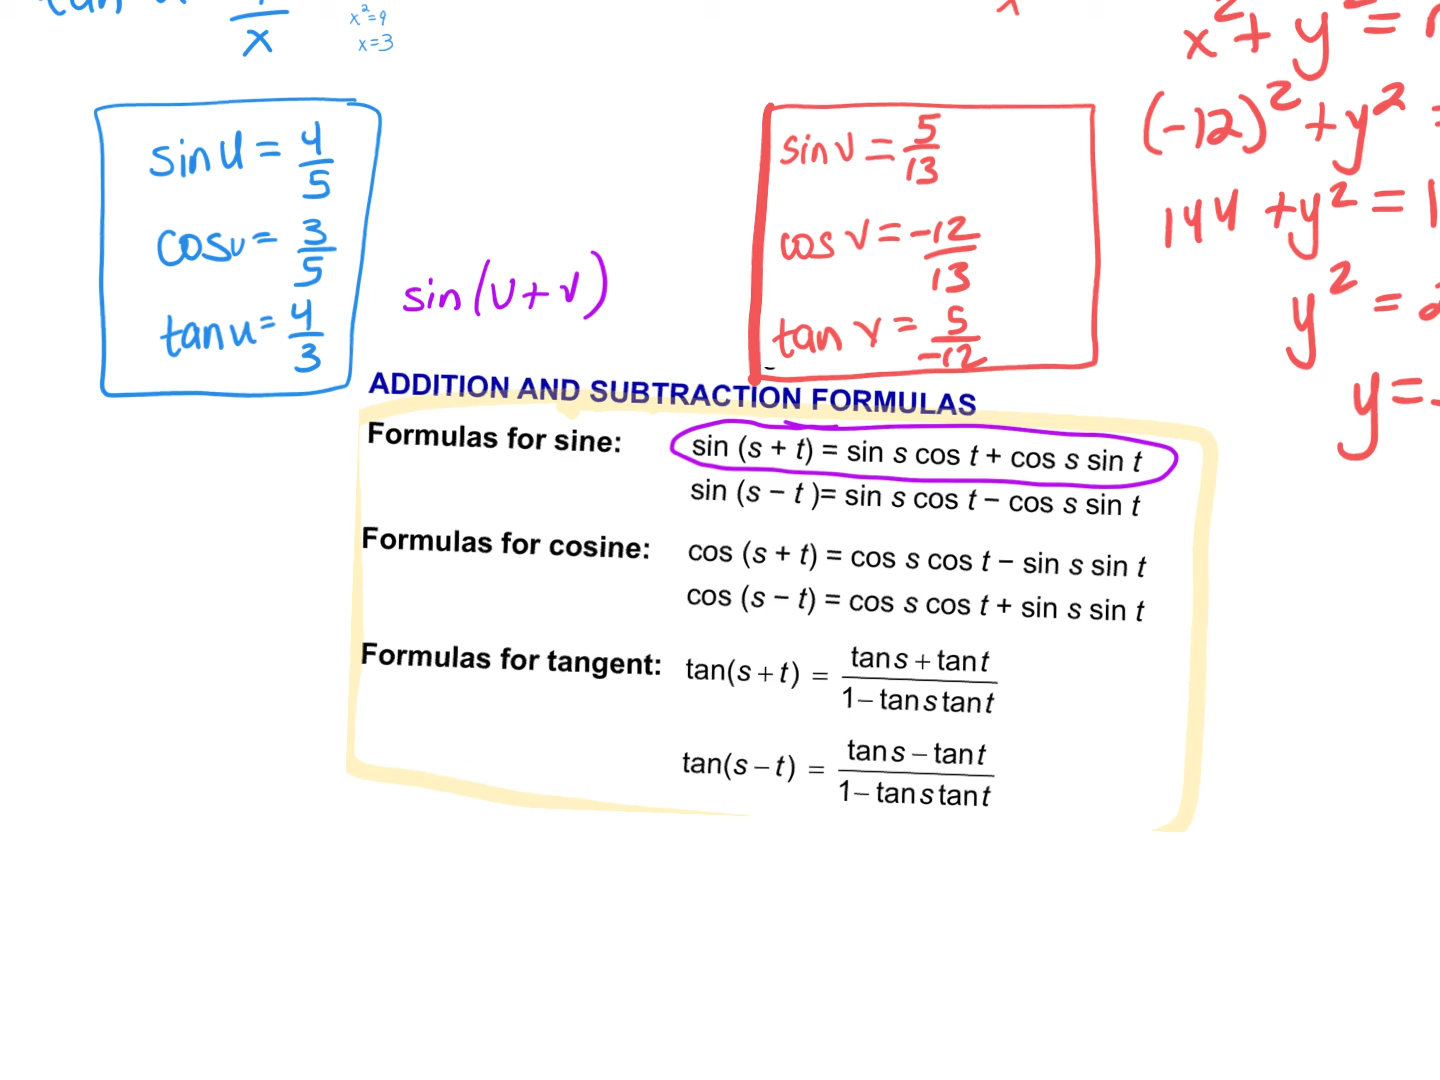 x²=9
x
x=3
x² + y² =
(-12)² + y² =
144 + y² = 1
y² = 2
y =
sin u = 4/5
cos u = 3/5
tan u = 4/3
sin (u + v)
sin v = 5/13
cos v = -12/13
tan v = 5/-12
ADDITION AND SUBTRACTION FORMULAS
Formulas for sine: sin (s + t) = sin s cos t + cos s sin t
sin (s − t )= sin s cos t − cos s sin t
Formulas for cosine: cos (s + t) = cos s cos t − sin s sin t
cos (s − t) = cos s cos t + sin s sin t
Formulas for tangent: tan(s + t) = (tan s + tan t)/(1 − tan s tan t)
tan(s − t) = (tan s − tan t)/(1 − tan s tan t)